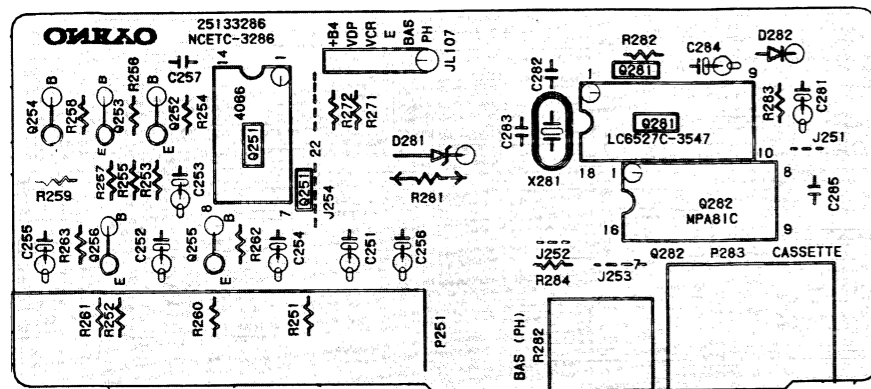 ONKYO
25133286
NCETC-3286
14
1
+B4
VDP
VCR
E
BAS
PH
JL107
C257
4066
Q251
7
8
Q251
J254
22
R272
R271
D281
R281
Q254
B
R258
Q253
B
R256
Q252
B
R254
E
E
R259
R257
R255
R253
C253
C255
R263
Q256
B
E
C252
Q255
B
E
R262
C254
C251
C256
R261
R252
R260
R251
P251
C282
R282
Q281
C284
D282
1
9
C283
Q281
LC6527C-3547
R283
C281
J251
X281
18
10
1
8
Q282
MPA81C
C285
16
9
J252
R284
7
J253
Q282
P283
CASSETTE
BAS (PH)
R282